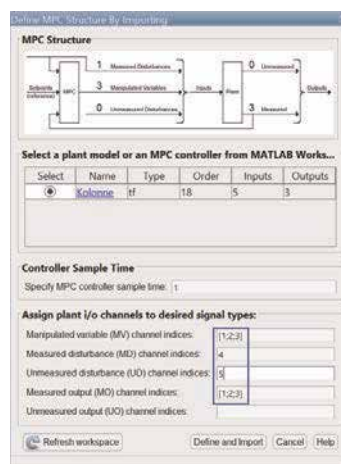 Define MPC Structure By Importing
MPC Structure
1 Measured Disturbances
0 Unmeasured
Setpoints
(reference)
MPC
3 Manipulated Variables
Inputs
Plant
Outputs
0 Unmeasured Disturbances
3 Measured
Select a plant model or an MPC controller from MATLAB Works...
Select Name Type Order Inputs Outputs
Kolonne tf 18 5 3
Controller Sample Time
Specify MPC controller sample time: 1
Assign plant i/o channels to desired signal types:
Manipulated variable (MV) channel indices: [1;2;3]
Measured disturbance (MD) channel indices: 4
Unmeasured disturbance (UD) channel indices: 5
Measured output (MO) channel indices: [1;2;3]
Unmeasured output (UO) channel indices:
Refresh workspace Define and Import Cancel Help